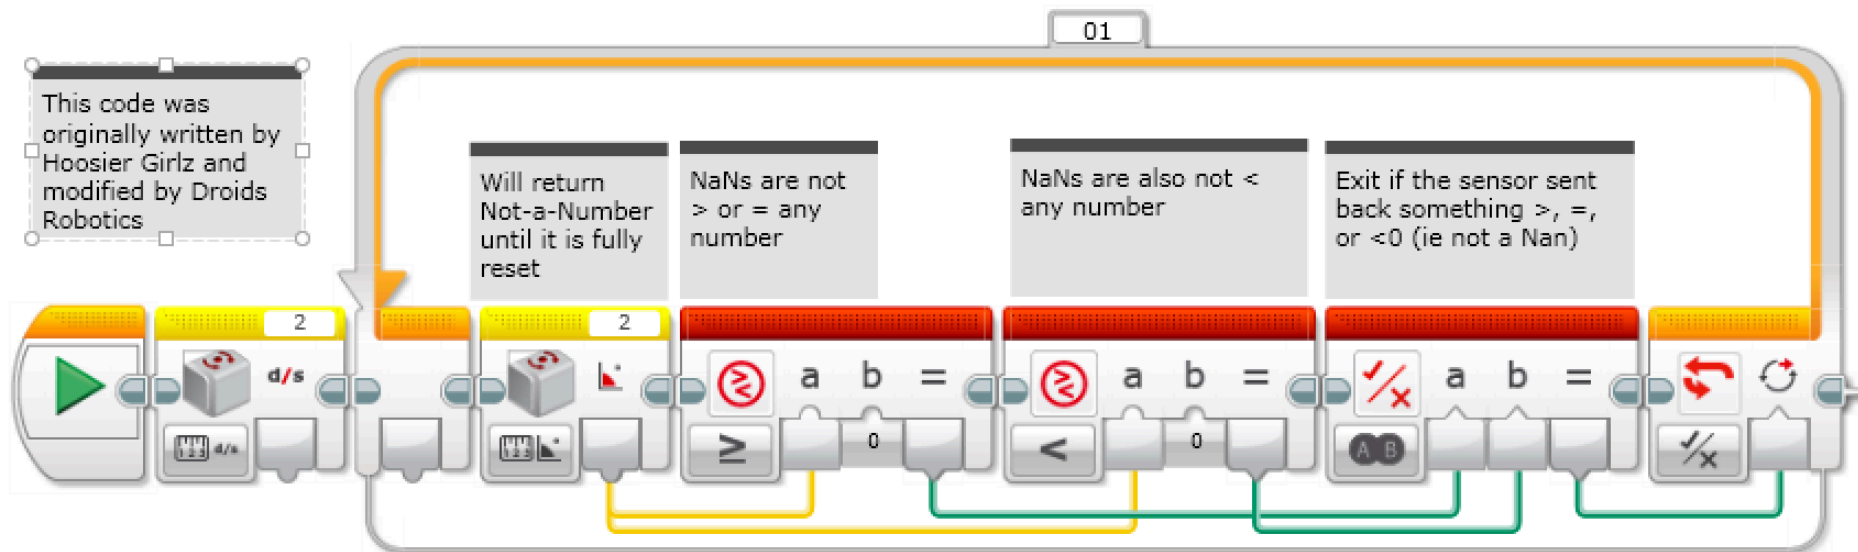 01
This code was
originally written by
Hoosier Girlz and
modified by Droids
Robotics
Will return
Not-a-Number
until it is fully
reset
NaNs are not
> or = any
number
NaNs are also not <
any number
Exit if the sensor sent
back something >, =,
or <0 (ie not a Nan)
2
d/s
d/s
2
a b =
≥
0
a b =
<
0
a b =
A B